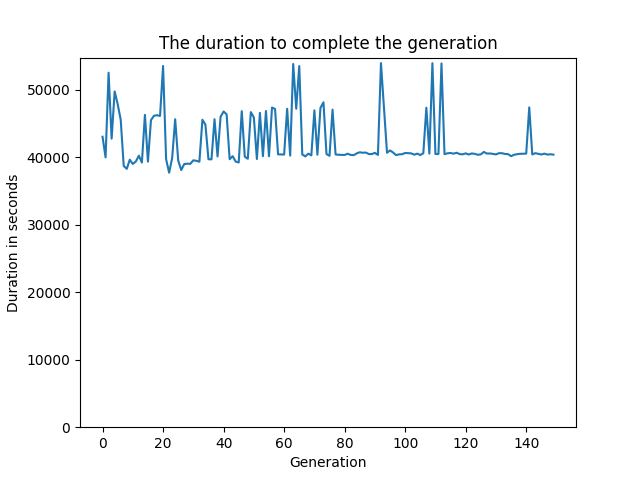 The duration to complete the generation
50000
40000
30000
20000
10000
0
Duration in seconds
0 20 40 60 80 100 120 140
Generation